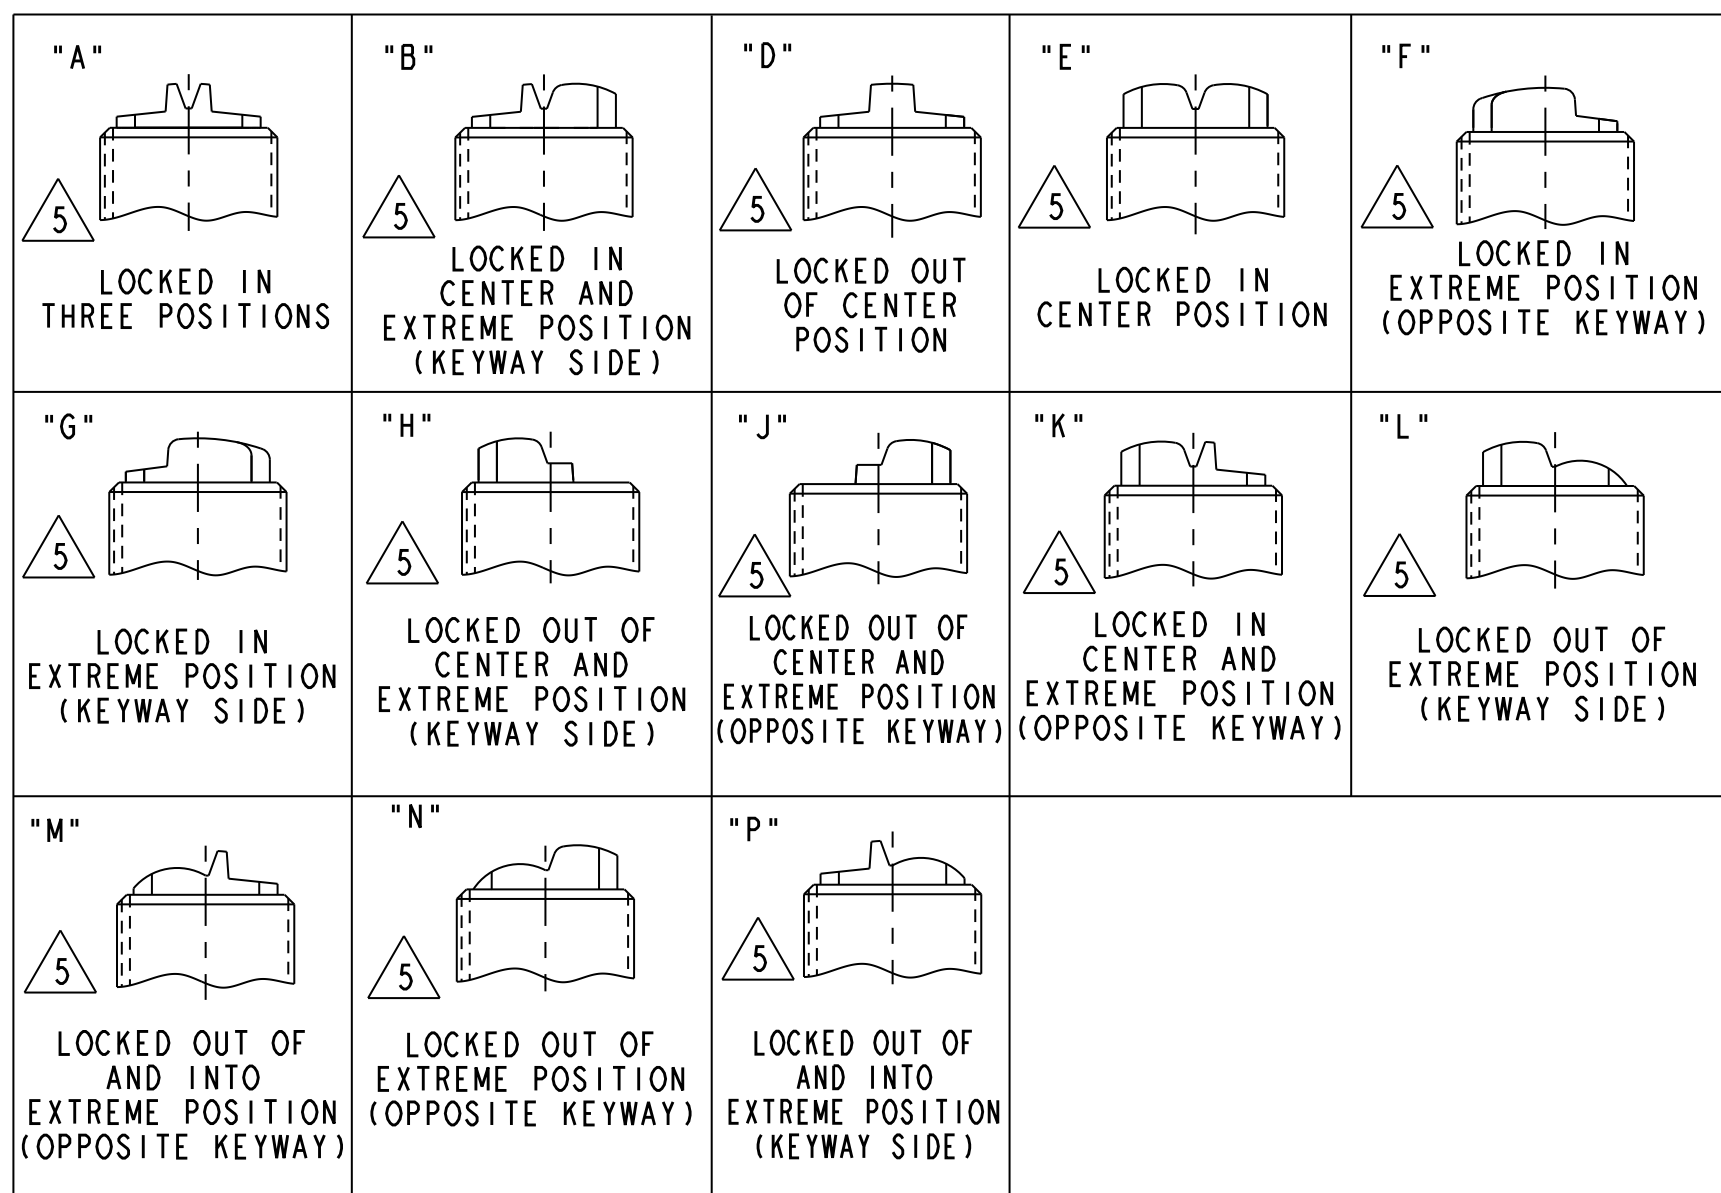 "A"
5
LOCKED IN
THREE POSITIONS
"B"
5
LOCKED IN
CENTER AND
EXTREME POSITION
(KEYWAY SIDE)
"D"
5
LOCKED OUT
OF CENTER
POSITION
"E"
5
LOCKED IN
CENTER POSITION
"F"
5
LOCKED IN
EXTREME POSITION
(OPPOSITE KEYWAY)
"G"
5
LOCKED IN
EXTREME POSITION
(KEYWAY SIDE)
"H"
5
LOCKED OUT OF
CENTER AND
EXTREME POSITION
(KEYWAY SIDE)
"J"
5
LOCKED OUT OF
CENTER AND
EXTREME POSITION
(OPPOSITE KEYWAY)
"K"
5
LOCKED IN
CENTER AND
EXTREME POSITION
(OPPOSITE KEYWAY)
"L"
5
LOCKED OUT OF
EXTREME POSITION
(KEYWAY SIDE)
"M"
5
LOCKED OUT OF
AND INTO
EXTREME POSITION
(OPPOSITE KEYWAY)
"N"
5
LOCKED OUT OF
EXTREME POSITION
(OPPOSITE KEYWAY)
"P"
5
LOCKED OUT OF
AND INTO
EXTREME POSITION
(KEYWAY SIDE)